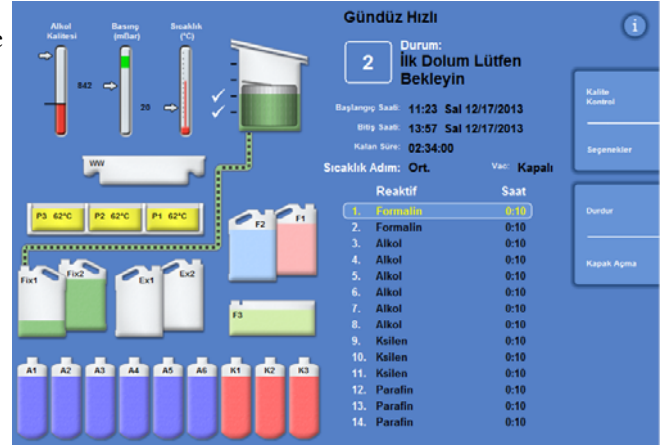 e
Alkol Kalitesi
Basınç (mBar)
Sıcaklık (°C)
842
20
WW
P3 62°C
P2 62°C
P1 62°C
F2
F1
F3
Fix1
Fix2
Ex1
Ex2
A1
A2
A3
A4
A5
A6
K1
K2
K3
Gündüz Hızlı
2
Durum:
İlk Dolum Lütfen
Bekleyin
Başlangıç Saati: 11:23 Sal 12/17/2013
Bitiş Saati: 13:57 Sal 12/17/2013
Kalan Süre: 02:34:00
Sıcaklık Adım: Ort. Vac: Kapalı
Reaktif Saat
1. Formalin 0:10
2. Formalin 0:10
3. Alkol 0:10
4. Alkol 0:10
5. Alkol 0:10
6. Alkol 0:10
7. Alkol 0:10
8. Alkol 0:10
9. Ksilen 0:10
10. Ksilen 0:10
11. Ksilen 0:10
12. Parafin 0:10
13. Parafin 0:10
14. Parafin 0:10
i
Kalite
Kontrol
Seçenekler
Durdur
Kapak Açma